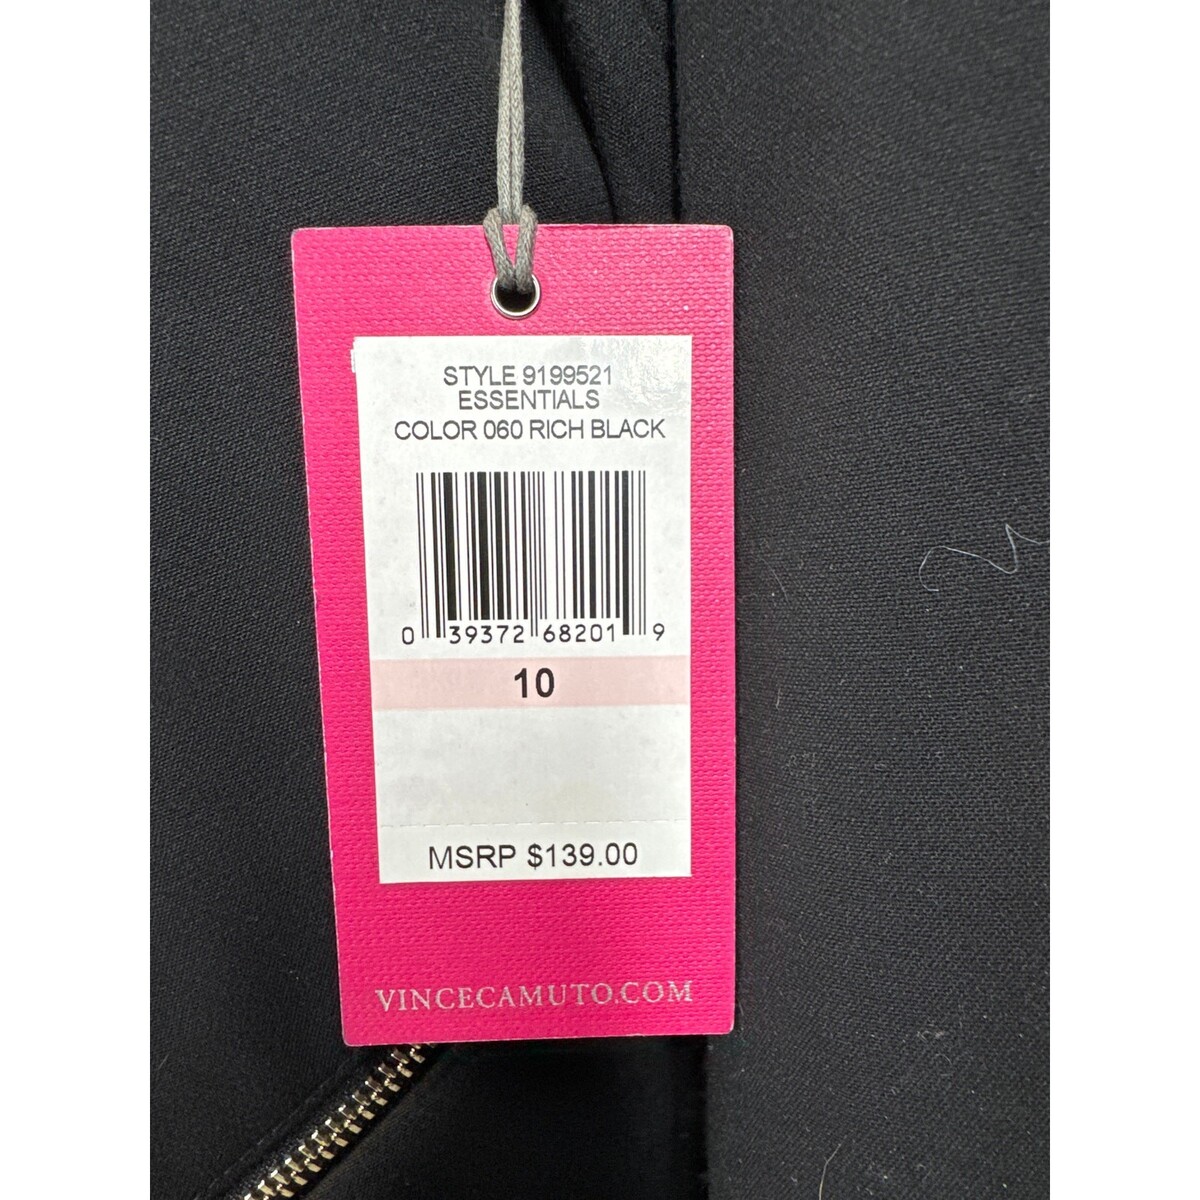 STYLE 9199521
ESSENTIALS
COLOR 060 RICH BLACK
0 39372 68201 9
10
MSRP $139.00
VINCECAMUTO.COM